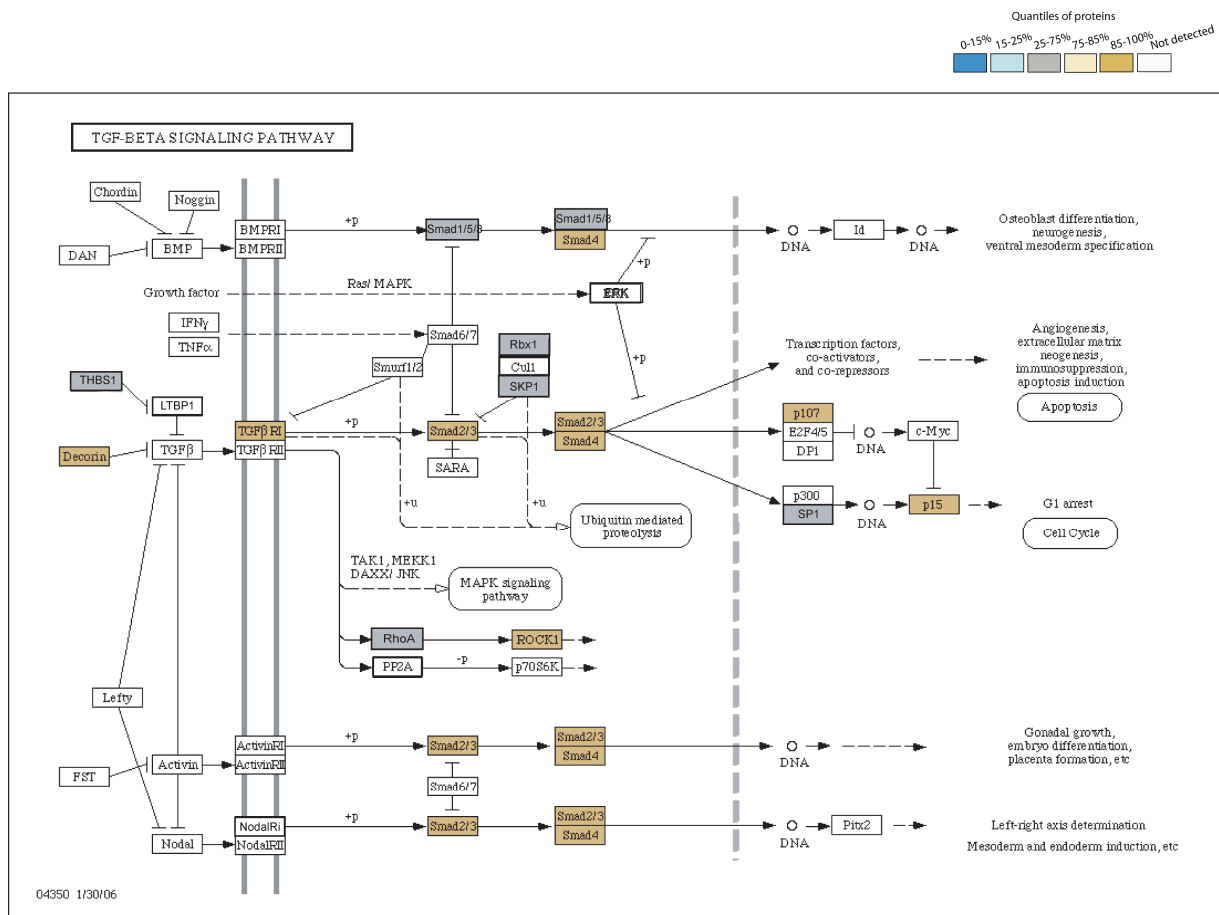 Quantiles of proteins
0-15%
15-25%
25-75%
75-85%
85-100%
Not detected
TGF-BETA SIGNALING PATHWAY
Chordin
Noggin
DAN
BMP
BMPRI
BMPRII
+p
Smad1/5/8
Smad1/5/8
Smad4
DNA
Id
DNA
Osteoblast differentiation,
neurogenesis,
ventral mesoderm specification
Growth factor
Ras/ MAPK
ERK
+p
+p
IFNγ
TNFα
Smad6/7
Smurf1/2
Rbx1
Cul1
SKP1
Transcription factors,
co-activators,
and co-repressors
Angiogenesis,
extracellular matrix
neogenesis,
immunosuppression,
apoptosis induction
Apoptosis
THBS1
LTBP1
Decorin
TGFβ
TGFβ RI
TGFβ RII
+p
Smad2/3
SARA
Smad2/3
Smad4
p107
E2F4/5
DP1
DNA
c-Myc
p300
SP1
DNA
p15
G1 arrest
Cell Cycle
+u
+u
Ubiquitin mediated
proteolysis
TAK1, MEKK1
DAXX/ JNK
MAPK signaling
pathway
RhoA
ROCK1
PP2A
-p
p70S6K
Lefty
FST
Activin
ActivinRI
ActivinRII
+p
Smad2/3
Smad2/3
Smad4
DNA
Gonadal growth,
embryo differentiation,
placenta formation, etc
Smad6/7
Nodal
NodalRi
NodalRII
+p
Smad2/3
Smad2/3
Smad4
DNA
Pitx2
Left-right axis determination
Mesoderm and endoderm induction, etc
04350 1/30/06